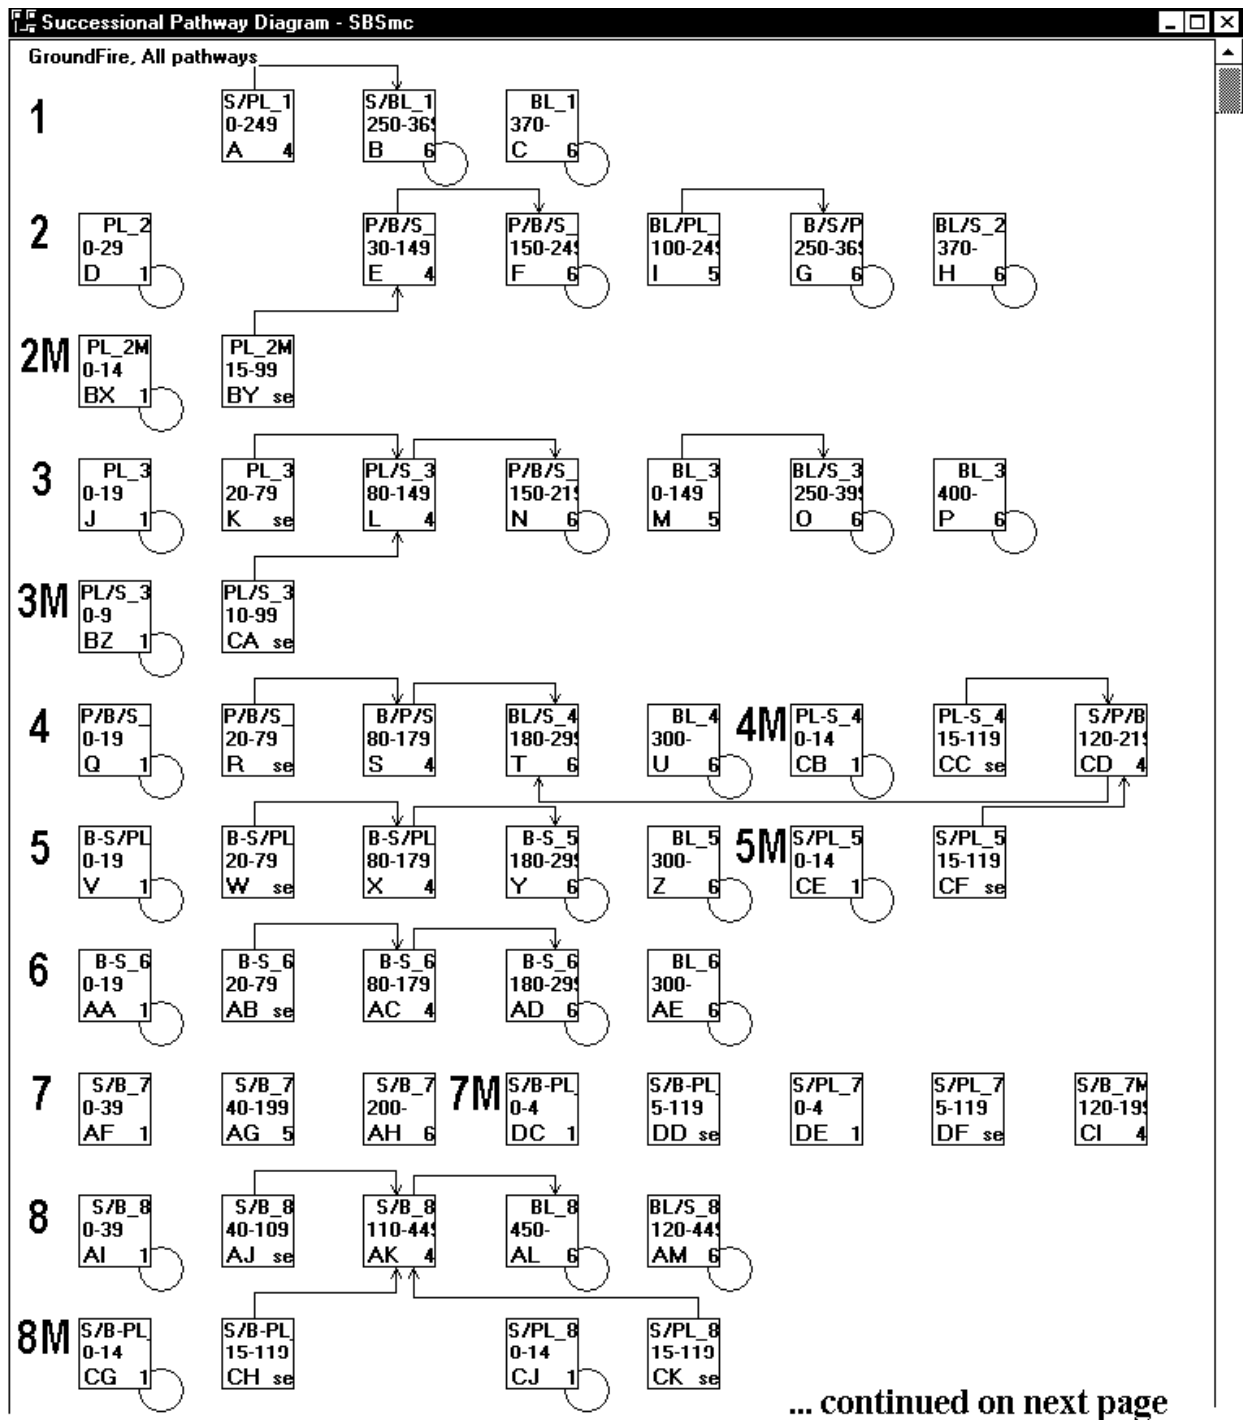 Successional Pathway Diagram - SBSmc
GroundFire, All pathways
1
S/PL_1
0-249
A 4
S/BL_1
250-369
B 6
BL_1
370-
C 6
2
PL_2
0-29
D 1
P/B/S_
30-149
E 4
P/B/S_
150-249
F 6
BL/PL_
100-249
I 5
B/S/P
250-369
G 6
BL/S_2
370-
H 6
2M
PL_2M
0-14
BX 1
PL_2M
15-99
BY se
3
PL_3
0-19
J 1
PL_3
20-79
K se
PL/S_3
80-149
L 4
P/B/S_
150-219
N 6
BL_3
0-149
M 5
BL/S_3
250-399
O 6
BL_3
400-
P 6
3M
PL/S_3
0-9
BZ 1
PL/S_3
10-99
CA se
4
P/B/S_
0-19
Q 1
P/B/S_
20-79
R se
B/P/S
80-179
S 4
BL/S_4
180-299
T 6
BL_4
300-
U 6
4M
PL-S_4
0-14
CB 1
PL-S_4
15-119
CC se
S/P/B
120-219
CD 4
5
B-S/PL
0-19
V 1
B-S/PL
20-79
W se
B-S/PL
80-179
X 4
B-S_5
180-299
Y 6
BL_5
300-
Z 6
5M
S/PL_5
0-14
CE 1
S/PL_5
15-119
CF se
6
B-S_6
0-19
AA 1
B-S_6
20-79
AB se
B-S_6
80-179
AC 4
B-S_6
180-299
AD 6
BL_6
300-
AE 6
7
S/B_7
0-39
AF 1
S/B_7
40-199
AG 5
S/B_7
200-
AH 6
7M
S/B-PL_
0-4
DC 1
S/B-PL_
5-119
DD se
S/PL_7
0-4
DE 1
S/PL_7
5-119
DF se
S/B_7M
120-199
CI 4
8
S/B_8
0-39
AI 1
S/B_8
40-109
AJ se
S/B_8
110-449
AK 4
BL_8
450-
AL 6
BL/S_8
120-449
AM 6
8M
S/B-PL_
0-14
CG 1
S/B-PL_
15-119
CH se
S/PL_8
0-14
CJ 1
S/PL_8
15-119
CK se
... continued on next page